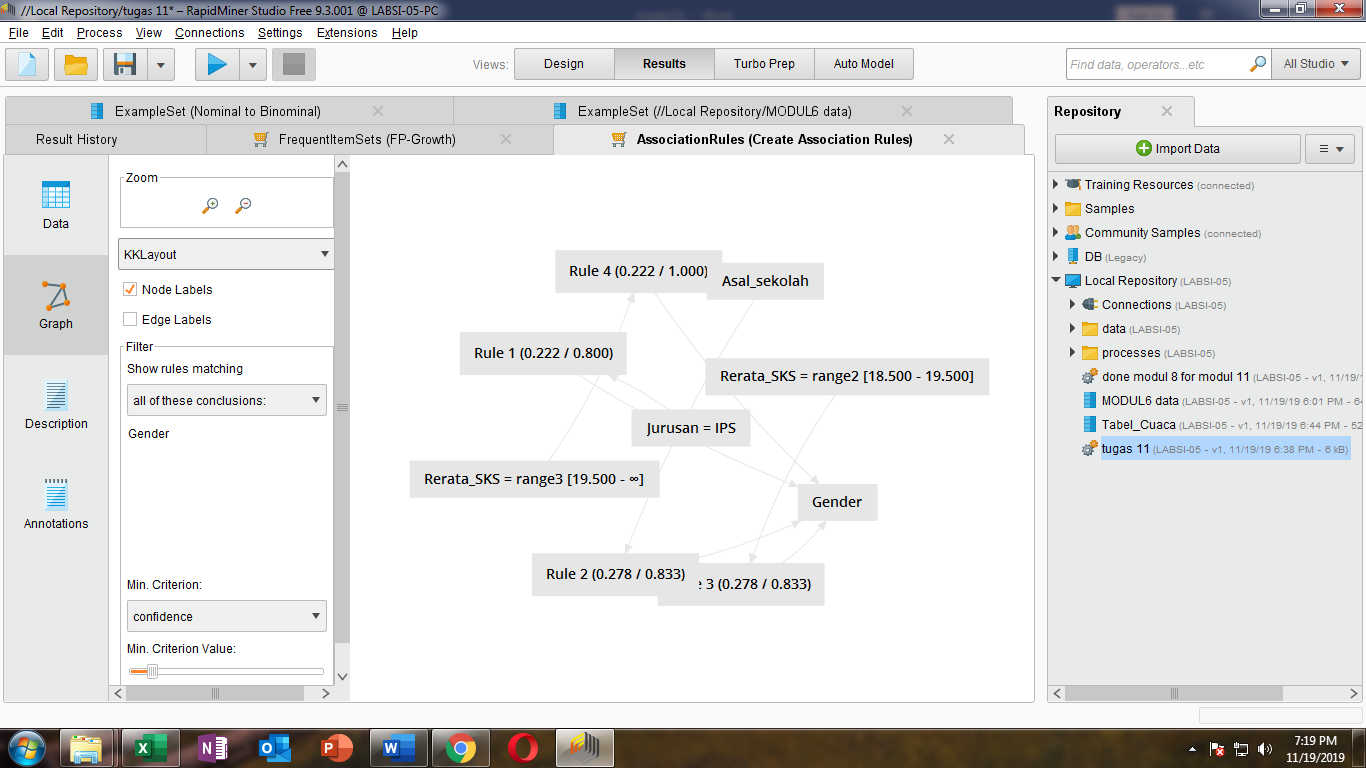 //Local Repository/tugas 11* – RapidMiner Studio Free 9.3.001 @ LABSI-05-PC
File Edit Process View Connections Settings Extensions Help
Views: Design Results Turbo Prep Auto Model
Find data, operators...etc
All Studio
ExampleSet (Nominal to Binominal)
ExampleSet (//Local Repository/MODUL6 data)
Result History
FrequentItemSets (FP-Growth)
AssociationRules (Create Association Rules)
Data
Graph
Description
Annotations
Zoom
KKLayout
Node Labels
Edge Labels
Filter
Show rules matching
all of these conclusions:
Gender
Min. Criterion:
confidence
Min. Criterion Value:
Rule 4 (0.222 / 1.000)
Asal_sekolah
Rule 1 (0.222 / 0.800)
Rerata_SKS = range2 [18.500 - 19.500]
Jurusan = IPS
Rerata_SKS = range3 [19.500 - ∞]
Gender
Rule 2 (0.278 / 0.833)
e 3 (0.278 / 0.833)
Repository
Import Data
Training Resources (connected)
Samples
Community Samples (connected)
DB (Legacy)
Local Repository (LABSI-05)
Connections (LABSI-05)
data (LABSI-05)
processes (LABSI-05)
done modul 8 for modul 11 (LABSI-05 – v1, 11/19/1
MODUL6 data (LABSI-05 – v1, 11/19/19 6:01 PM – 64
Tabel_Cuaca (LABSI-05 – v1, 11/19/19 6:44 PM – 52
tugas 11 (LABSI-05 – v1, 11/19/19 6:38 PM – 6 kB)
7:19 PM
11/19/2019